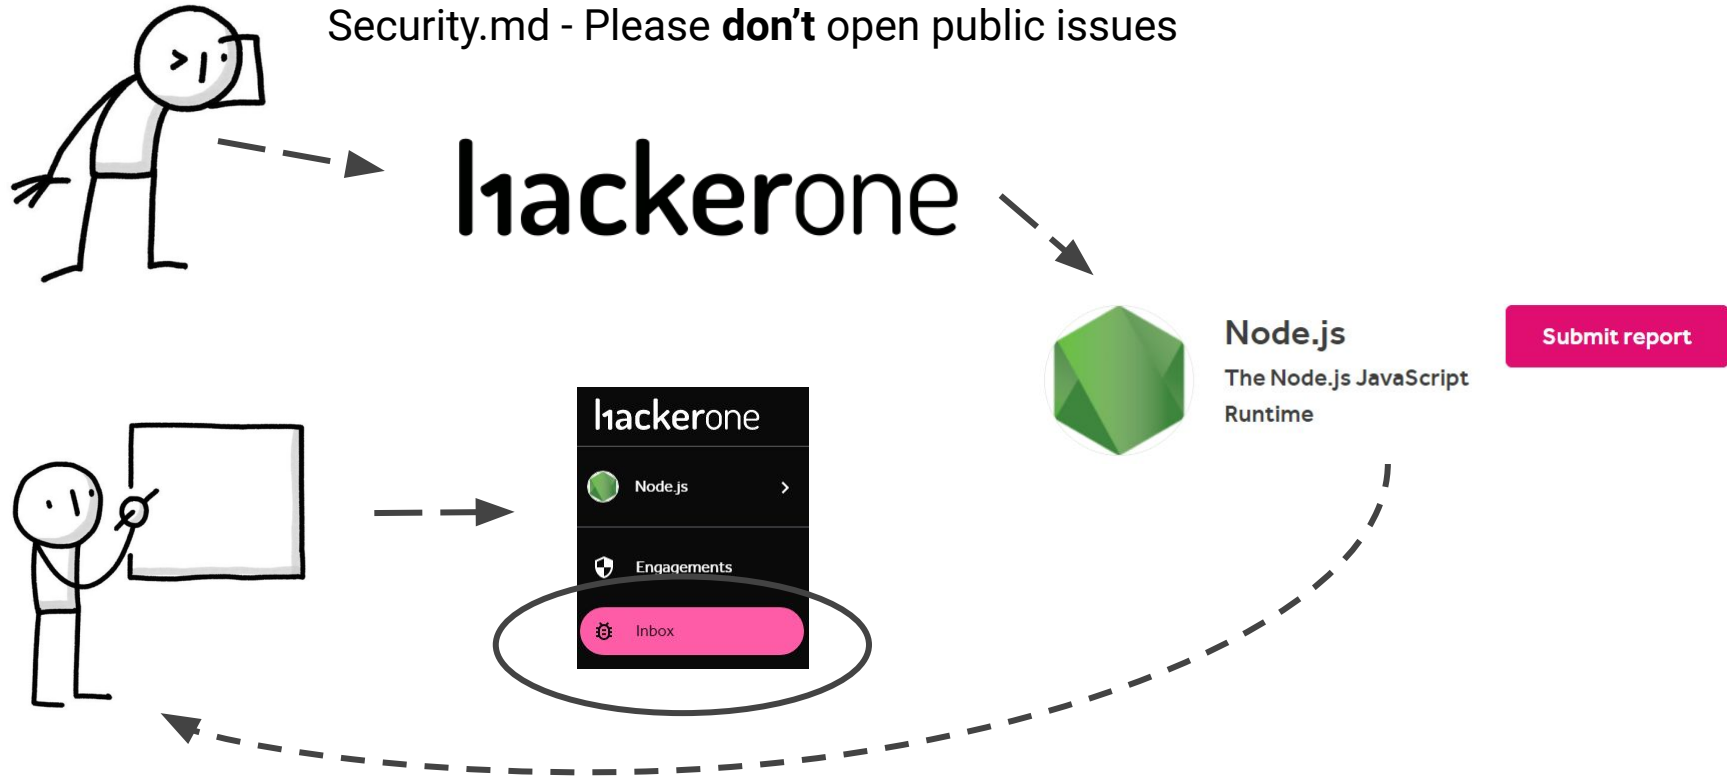 Security.md - Please don’t open public issues
hackerone
Node.js
Submit report
The Node.js JavaScript
Runtime
hackerone
Node.js
Engagements
Inbox